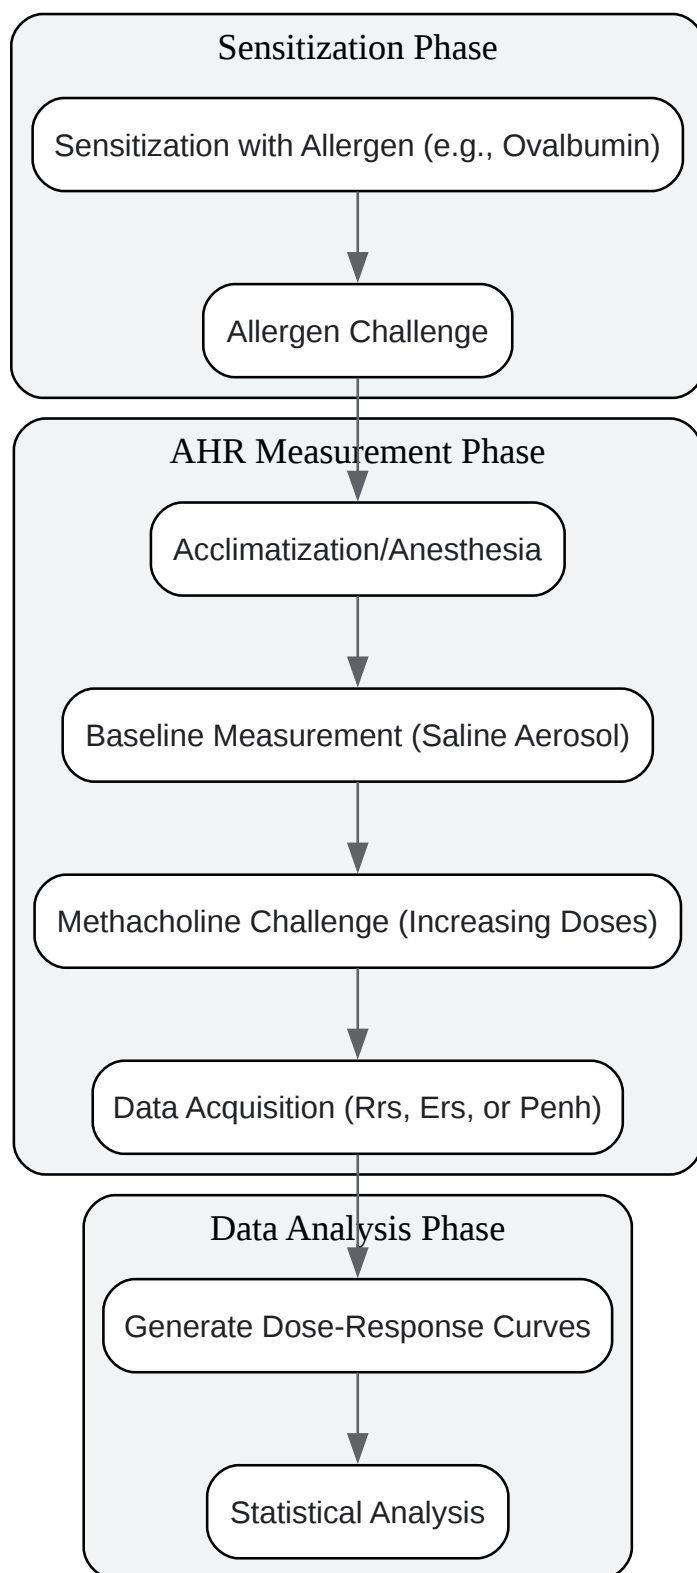 Sensitization Phase
Sensitization with Allergen (e.g., Ovalbumin)
Allergen Challenge
AHR Measurement Phase
Acclimatization/Anesthesia
Baseline Measurement (Saline Aerosol)
Methacholine Challenge (Increasing Doses)
Data Acquisition (Rrs, Ers, or Penh)
Data Analysis Phase
Generate Dose-Response Curves
Statistical Analysis